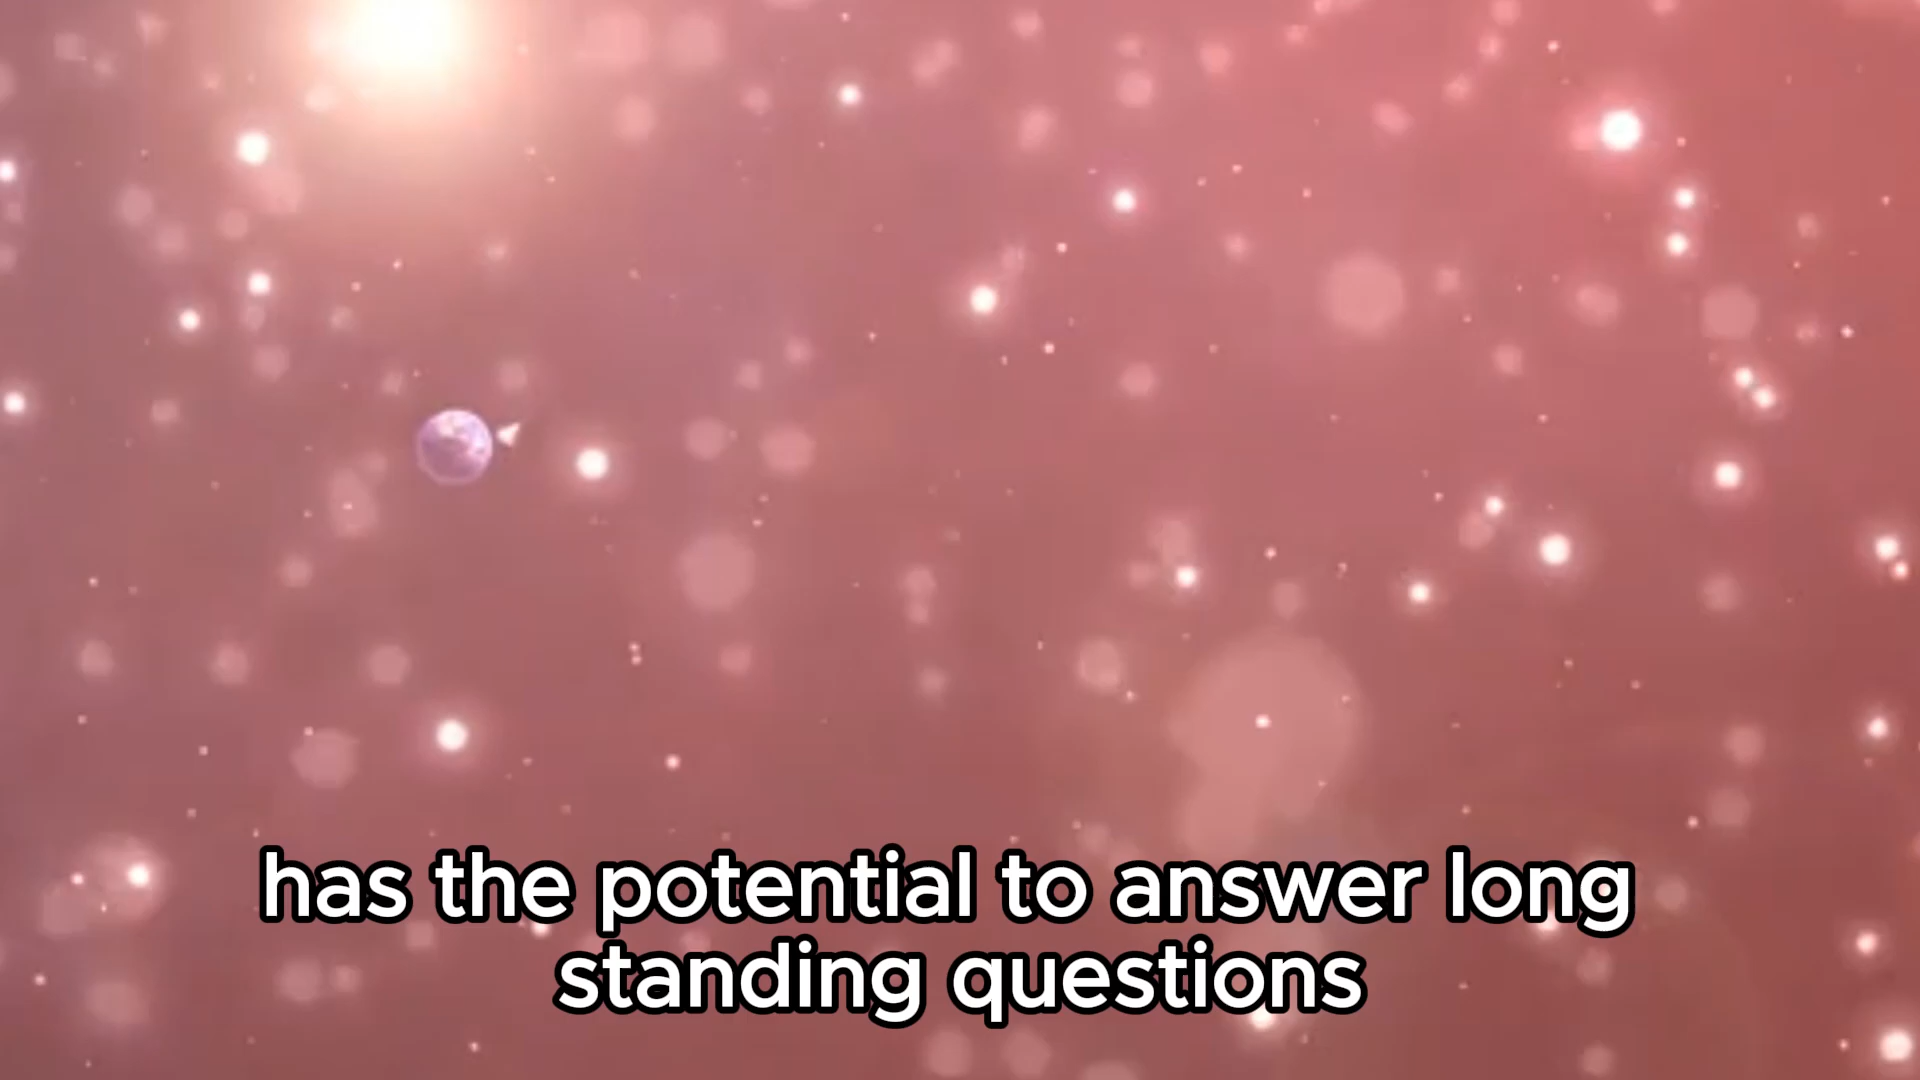 has the potential to answer long
standing questions